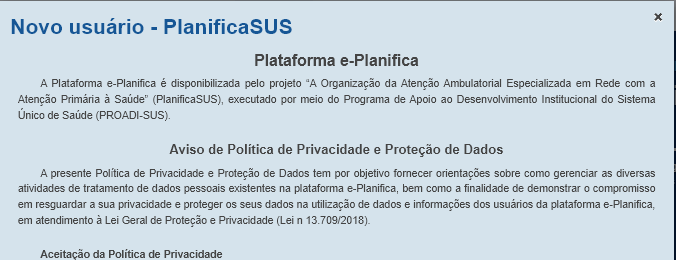 Novo usuário - PlanificaSUS
×
Plataforma e-Planifica
A Plataforma e-Planifica é disponibilizada pelo projeto “A Organização da Atenção Ambulatorial Especializada em Rede com a
Atenção Primária à Saúde” (PlanificaSUS), executado por meio do Programa de Apoio ao Desenvolvimento Institucional do Sistema
Único de Saúde (PROADI-SUS).
Aviso de Política de Privacidade e Proteção de Dados
A presente Política de Privacidade e Proteção de Dados tem por objetivo fornecer orientações sobre como gerenciar as diversas
atividades de tratamento de dados pessoais existentes na plataforma e-Planifica, bem como a finalidade de demonstrar o compromisso
em resguardar a sua privacidade e proteger os seus dados na utilização de dados e informações dos usuários da plataforma e-Planifica,
em atendimento à Lei Geral de Proteção e Privacidade (Lei n 13.709/2018).
Aceitação da Política de Privacidade